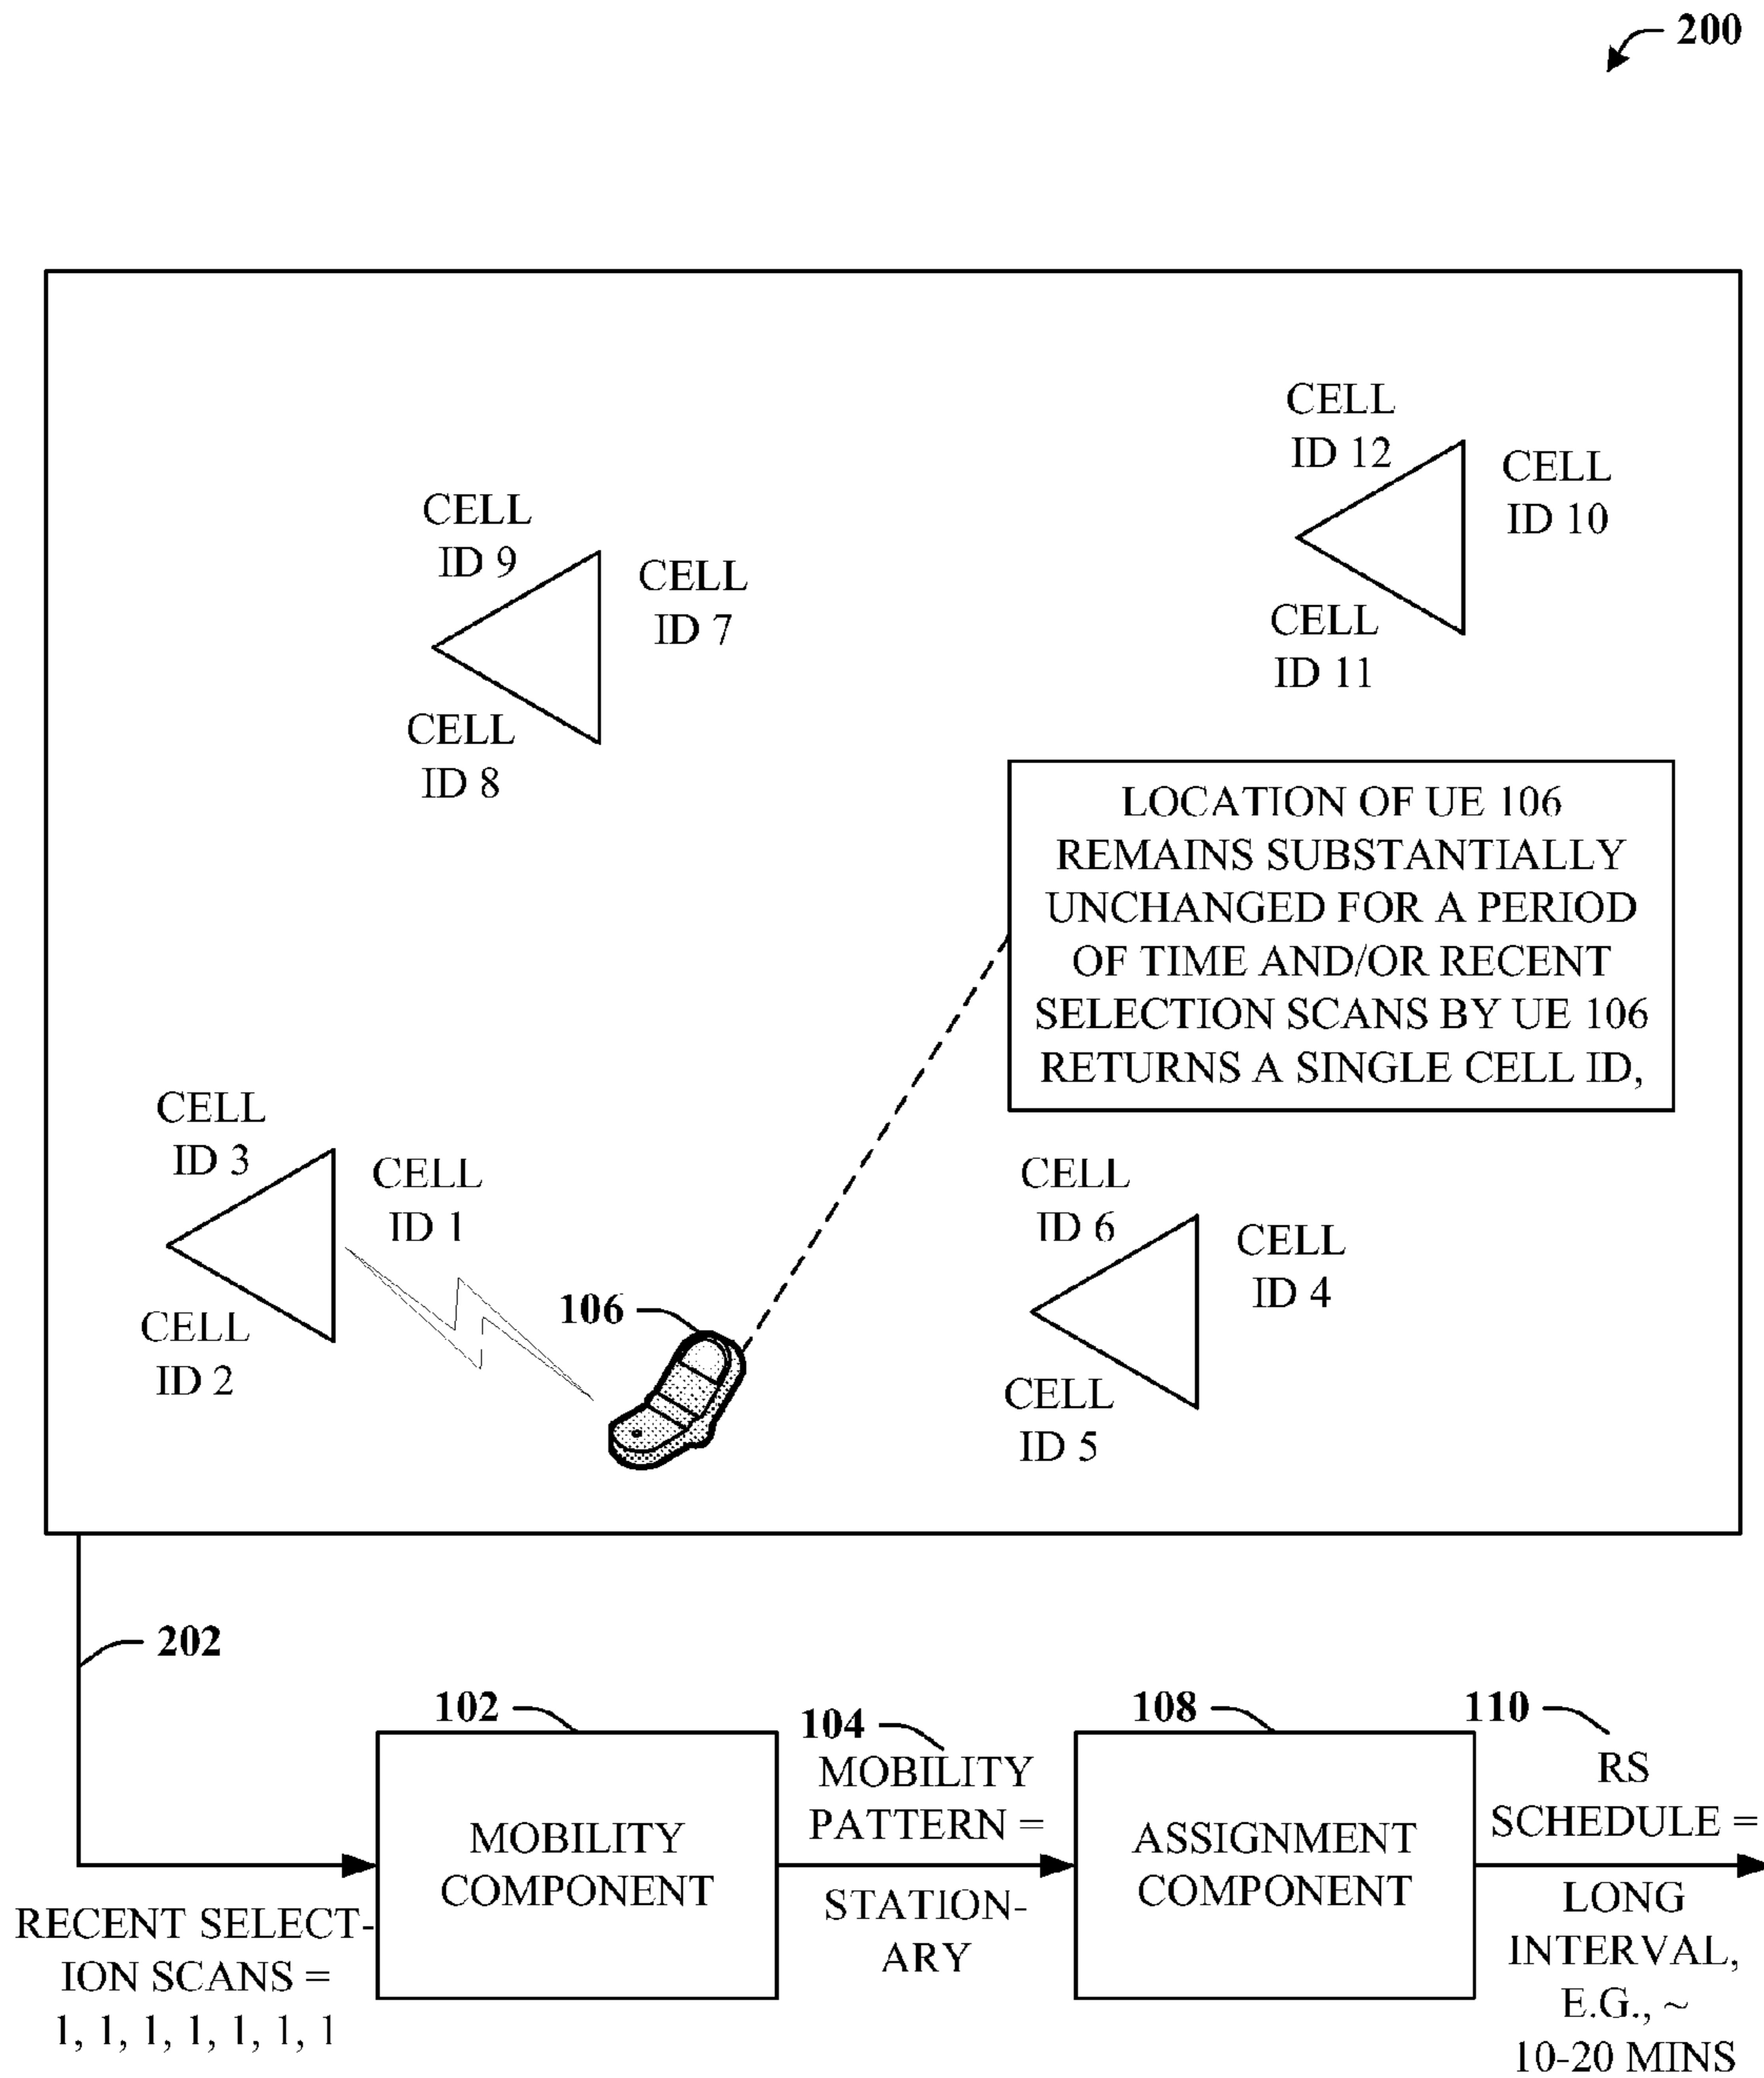 200
CELL
ID 12
CELL
ID 10
CELL
ID 11
CELL
ID 9
CELL
ID 7
CELL
ID 8
LOCATION OF UE 106
REMAINS SUBSTANTIALLY
UNCHANGED FOR A PERIOD
OF TIME AND/OR RECENT
SELECTION SCANS BY UE 106
RETURNS A SINGLE CELL ID,
CELL
ID 3
CELL
ID 1
CELL
ID 2
106
CELL
ID 6
CELL
ID 4
CELL
ID 5
202
RECENT SELECT-
ION SCANS =
1, 1, 1, 1, 1, 1, 1
102
MOBILITY
COMPONENT
104
MOBILITY
PATTERN =
STATION-
ARY
108
ASSIGNMENT
COMPONENT
110
RS
SCHEDULE =
LONG
INTERVAL,
E.G., ~
10-20 MINS